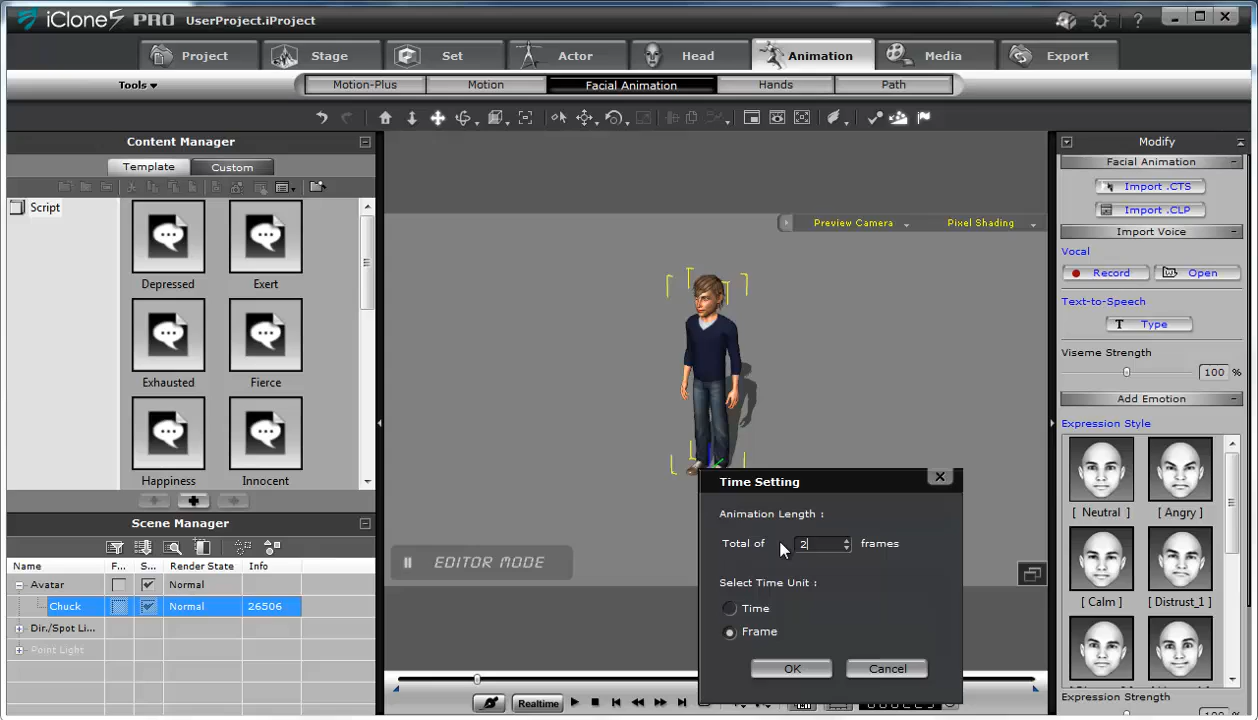 iClone5 PRO UserProject.iProject
Project Stage Set Actor Head Animation Media Export
Tools Motion-Plus Motion Facial Animation Hands Path
Content Manager
Template Custom
Script
Depressed Exert
Exhausted Fierce
Happiness Innocent
Scene Manager
Name F... S... Render State Info
Avatar Normal
Chuck Normal 26506
Dir./Spot Li...
Point Light
Preview Camera Pixel Shading
EDITOR MODE
Realtime
Time Setting
Animation Length :
Total of 2 frames
Select Time Unit :
Time
Frame
OK Cancel
Modify
Facial Animation
Import .CTS
Import .CLP
Import Voice
Vocal
Record Open
Text-to-Speech
T Type
Viseme Strength
100 %
Add Emotion
Expression Style
[ Neutral ] [ Angry ]
[ Calm ] [ Distrust_1 ]
Expression Strength